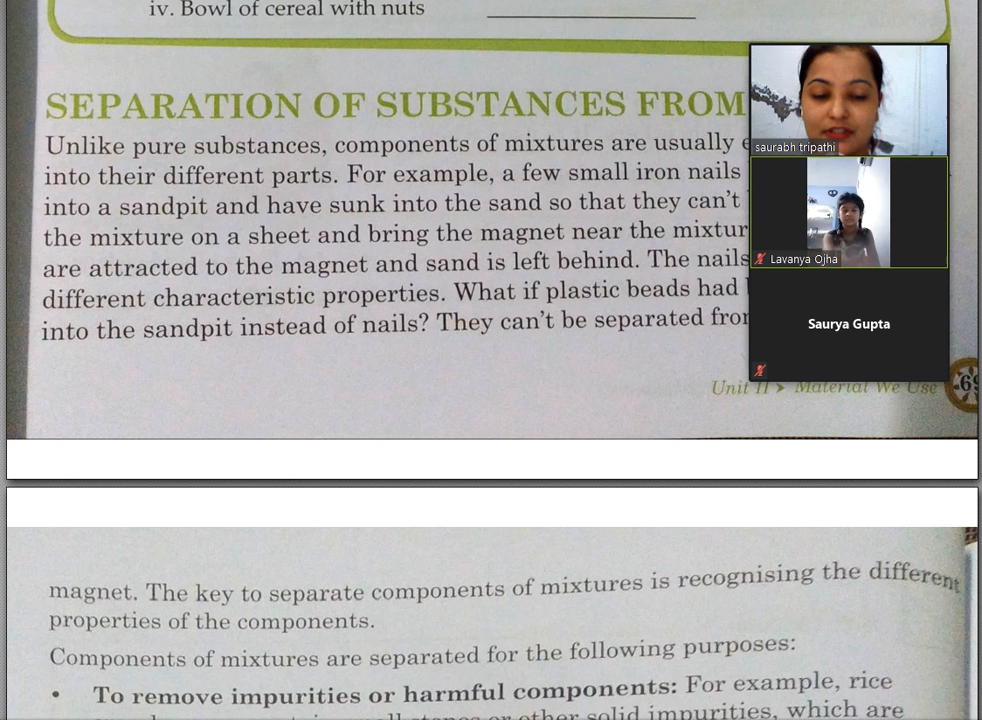 iv. Bowl of cereal with nuts
SEPARATION OF SUBSTANCES FROM
Unlike pure substances, components of mixtures are usually
into their different parts. For example, a few small iron nails
into a sandpit and have sunk into the sand so that they can't
the mixture on a sheet and bring the magnet near the
are attracted to the magnet and sand is left behind. The nails
different characteristic properties. What if plastic beads had
into the sandpit instead of nails? They can't be separated
saurabh tripathi
Lavanya Ojha
Saurya Gupta
Unit II > Material We Use
magnet. The key to separate components of mixtures is recognising the different
properties of the components.
Components of mixtures are separated for the following purposes:
• To remove impurities or harmful components: For example, rice
or other solid impurities, which are